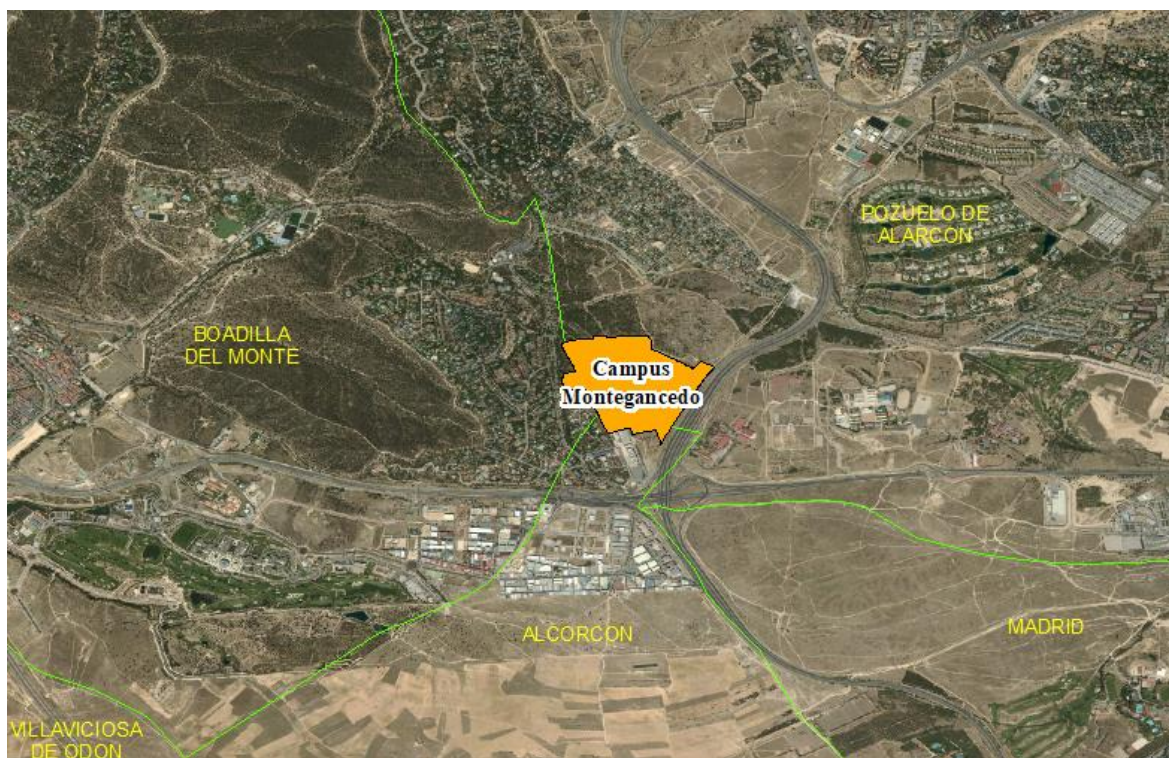 POZUELO DE
ALARCON
BOADILLA
DEL MONTE
Campus
Montegancedo
ALCORCON
MADRID
VILLAVICIOSA
DE ODON